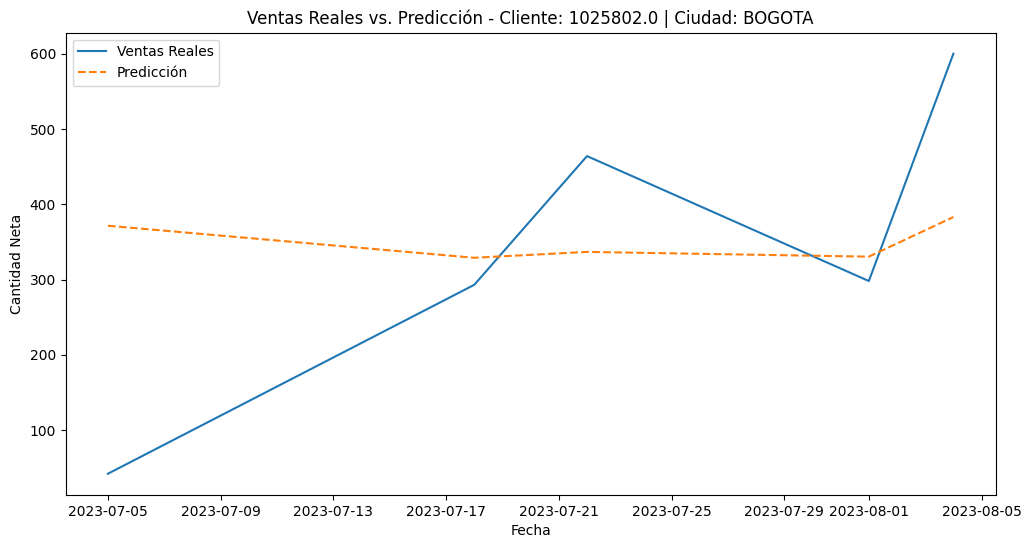 Ventas Reales vs. Predicción - Cliente: 1025802.0 | Ciudad: BOGOTA
Ventas Reales
Predicción
600
500
400
300
200
100
Cantidad Neta
2023-07-05 2023-07-09 2023-07-13 2023-07-17 2023-07-21 2023-07-25 2023-07-29 2023-08-01 2023-08-05
Fecha